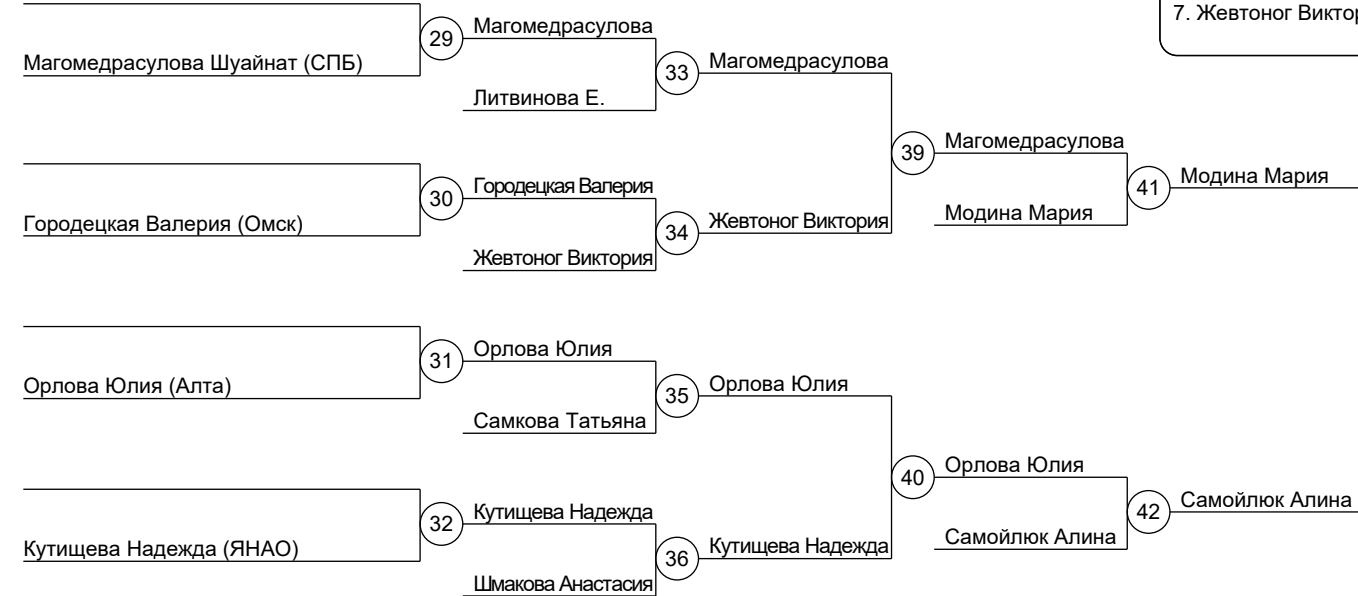 7. Жевтоног Виктор
29
Магомедрасулова
Магомедрасулова Шуайнат (СПБ)
33
Магомедрасулова
Литвинова Е.
39
Магомедрасулова
30
Городецкая Валерия
41
Модина Мария
Городецкая Валерия (Омск)
34
Жевтоног Виктория
Модина Мария
Жевтоног Виктория
31
Орлова Юлия
Орлова Юлия (Алта)
35
Орлова Юлия
Самкова Татьяна
40
Орлова Юлия
32
Кутищева Надежда
42
Самойлюк Алина
Кутищева Надежда (ЯНАО)
36
Кутищева Надежда
Самойлюк Алина
Шмакова Анастасия